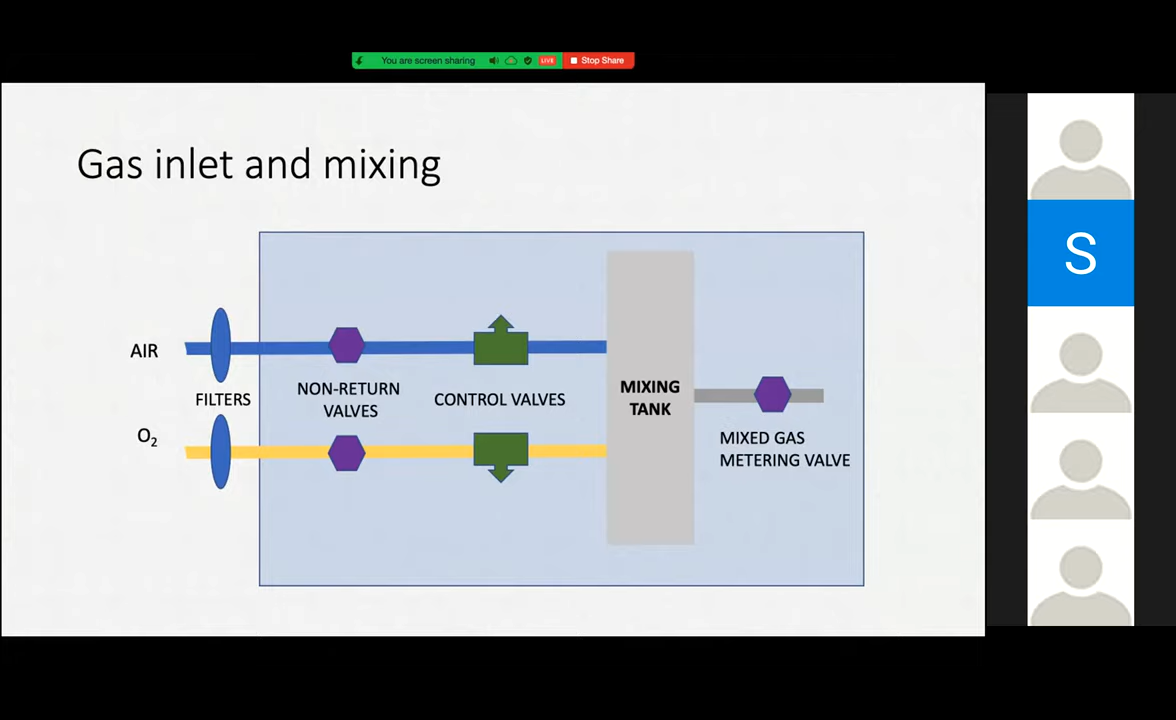 You are screen sharing
LIVE
Stop Share
Gas inlet and mixing
S
AIR
FILTERS
O₂
NON-RETURN
VALVES
CONTROL VALVES
MIXING
TANK
MIXED GAS
METERING VALVE